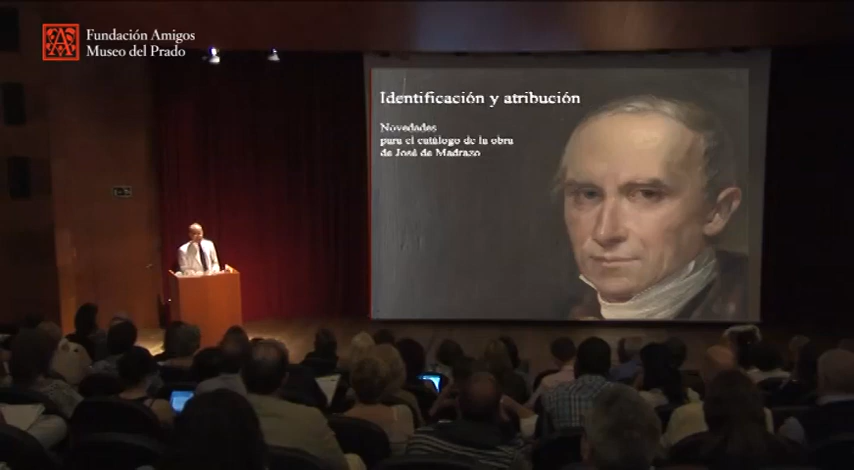 Fundación Amigos
Museo del Prado
Identificación y atribución
Novedades
para el catálogo de la obra
de José de Madrazo